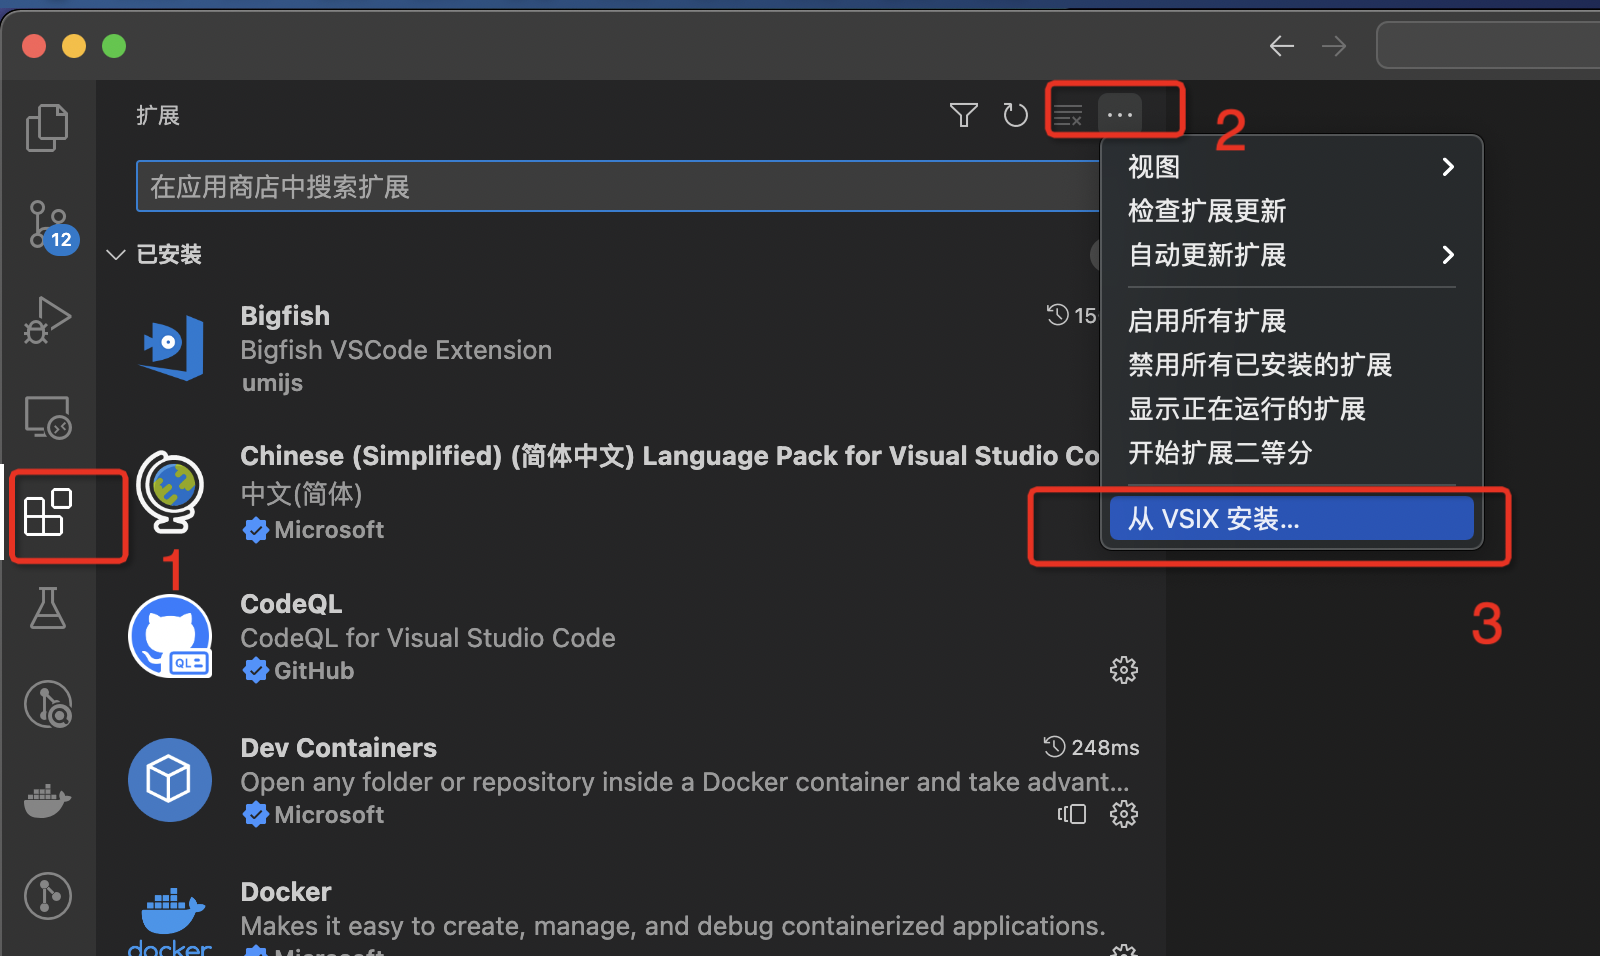 扩展
2
在应用商店中搜索扩展
视图
检查扩展更新
自动更新扩展
启用所有扩展
禁用所有已安装的扩展
显示正在运行的扩展
开始扩展二等分
从 VSIX 安装...
3
12
已安装
Bigfish
15
Bigfish VSCode Extension
umijs
Chinese (Simplified) (简体中文) Language Pack for Visual Studio Co
中文(简体)
Microsoft
1
CodeQL
CodeQL for Visual Studio Code
QL
GitHub
Dev Containers
248ms
Open any folder or repository inside a Docker container and take advant...
Microsoft
Docker
Makes it easy to create, manage, and debug containerized applications.
docker
Microsoft